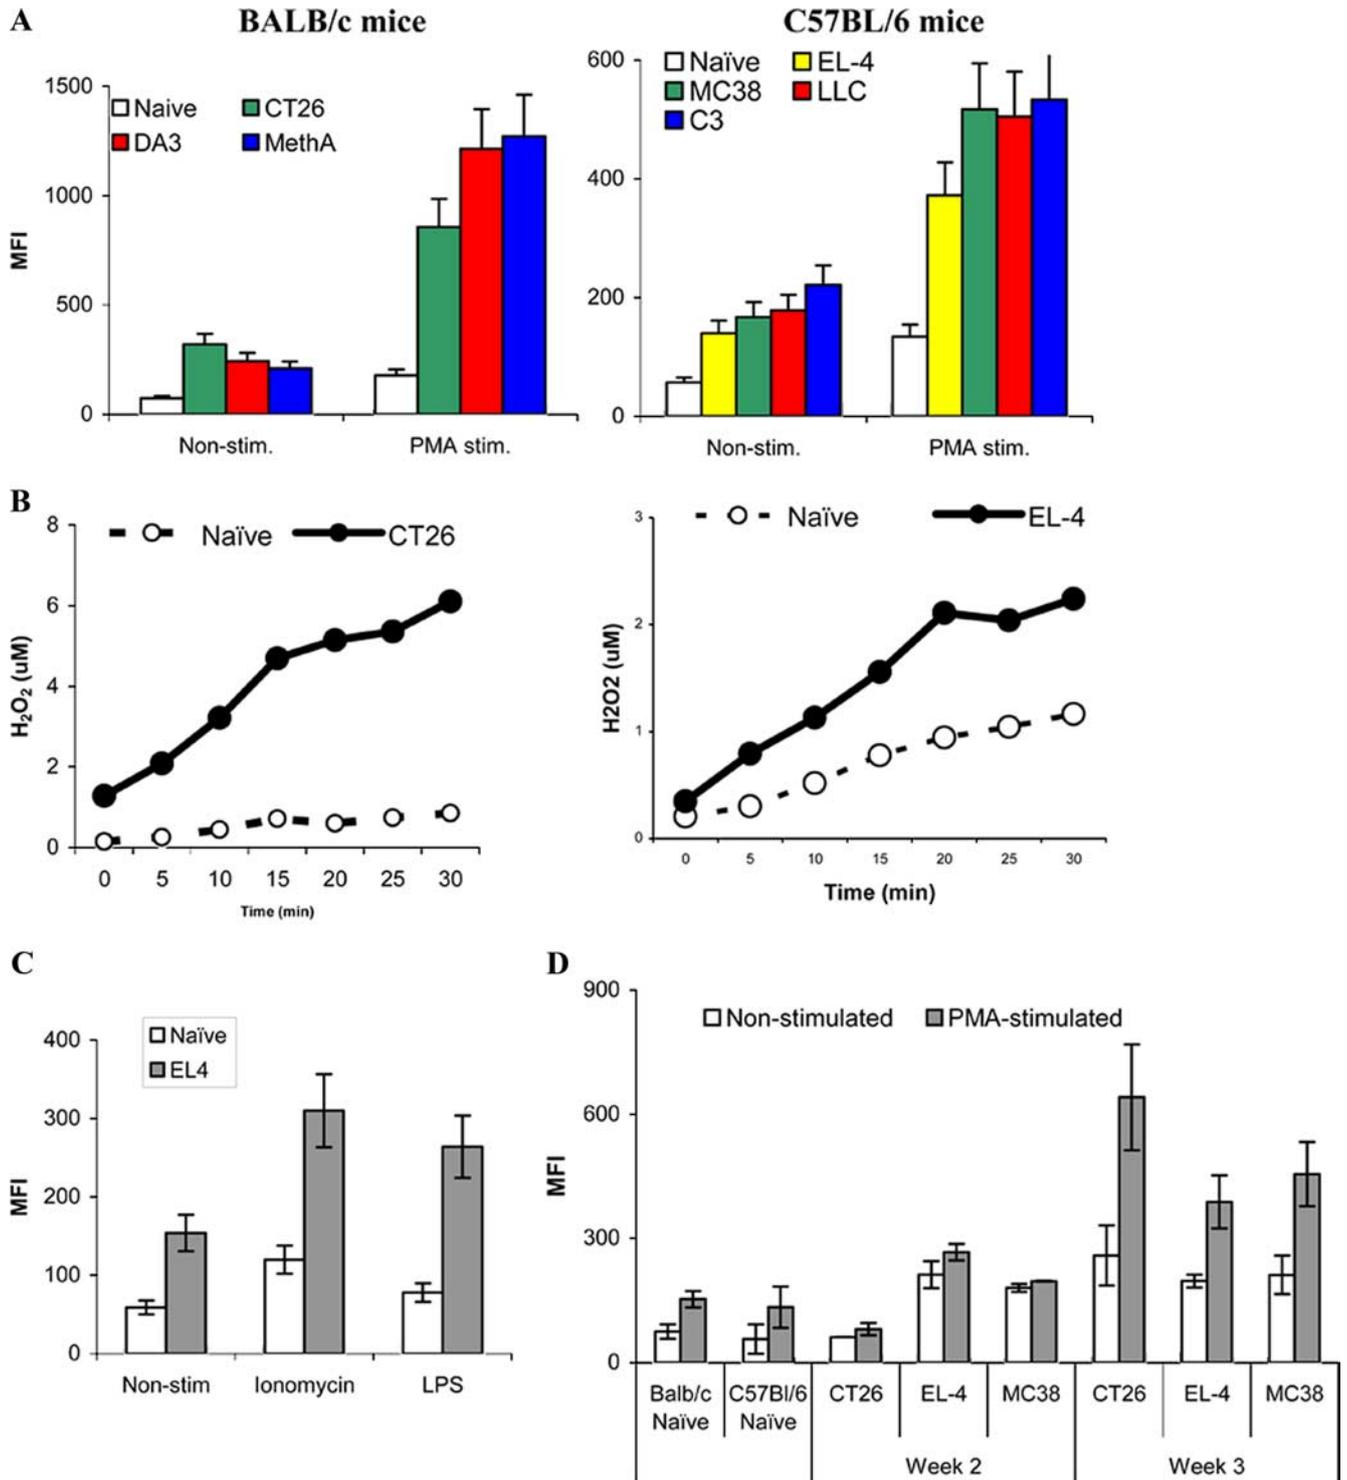 A
BALB/c mice
C57BL/6 mice
Naive
CT26
DA3
MethA
MFI
1500
1000
500
0
Non-stim.
PMA stim.
Naïve
EL-4
MC38
LLC
C3
600
400
200
0
Non-stim.
PMA stim.
B
Naïve
CT26
H₂O₂ (uM)
8
6
4
2
0
0 5 10 15 20 25 30
Time (min)
Naïve
EL-4
H2O2 (uM)
3
2
1
0
0 5 10 15 20 25 30
Time (min)
C
Naïve
EL4
MFI
400
300
200
100
0
Non-stim
Ionomycin
LPS
D
Non-stimulated
PMA-stimulated
MFI
900
600
300
0
Balb/c
Naïve
C57Bl/6
Naïve
CT26
EL-4
MC38
CT26
EL-4
MC38
Week 2
Week 3